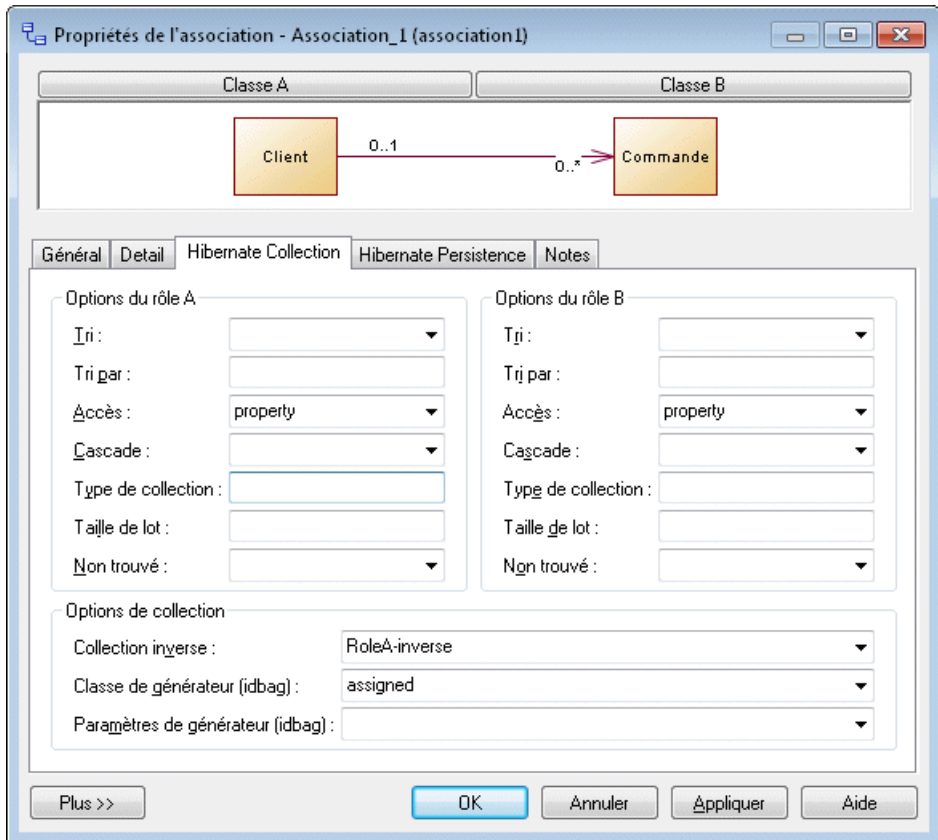 Propriétés de l'association - Association_1 (association1)
Classe A
Classe B
Client
0..1
0..*
Commande
Général
Detail
Hibernate Collection
Hibernate Persistence
Notes
Options du rôle A
Tri :
Tri par :
Accès : property
Cascade :
Type de collection :
Taille de lot :
Non trouvé :
Options du rôle B
Tri :
Tri par :
Accès : property
Cascade :
Type de collection :
Taille de lot :
Non trouvé :
Options de collection
Collection inverse : RoleA-inverse
Classe de générateur (idbag) : assigned
Paramètres de générateur (idbag) :
Plus >>
OK
Annuler
Appliquer
Aide